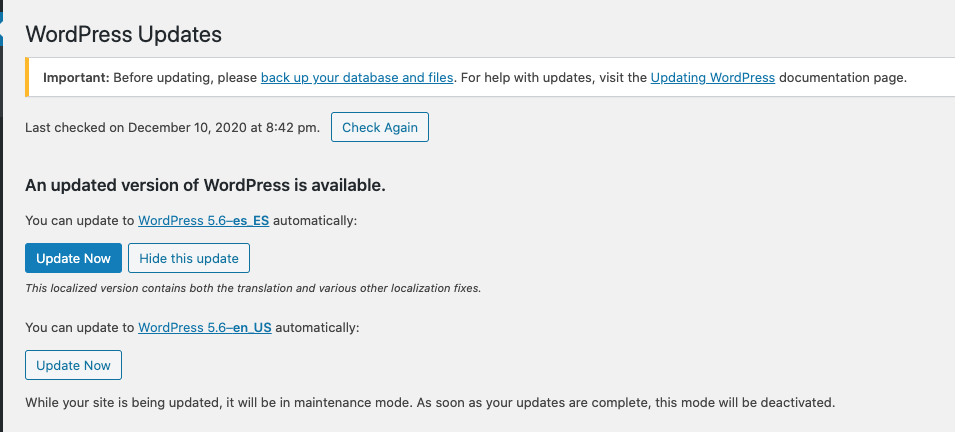 WordPress Updates
Important: Before updating, please back up your database and files. For help with updates, visit the Updating WordPress documentation page.
Last checked on December 10, 2020 at 8:42 pm. Check Again
An updated version of WordPress is available.
You can update to WordPress 5.6–es_ES automatically:
Update Now Hide this update
This localized version contains both the translation and various other localization fixes.
You can update to WordPress 5.6–en_US automatically:
Update Now
While your site is being updated, it will be in maintenance mode. As soon as your updates are complete, this mode will be deactivated.